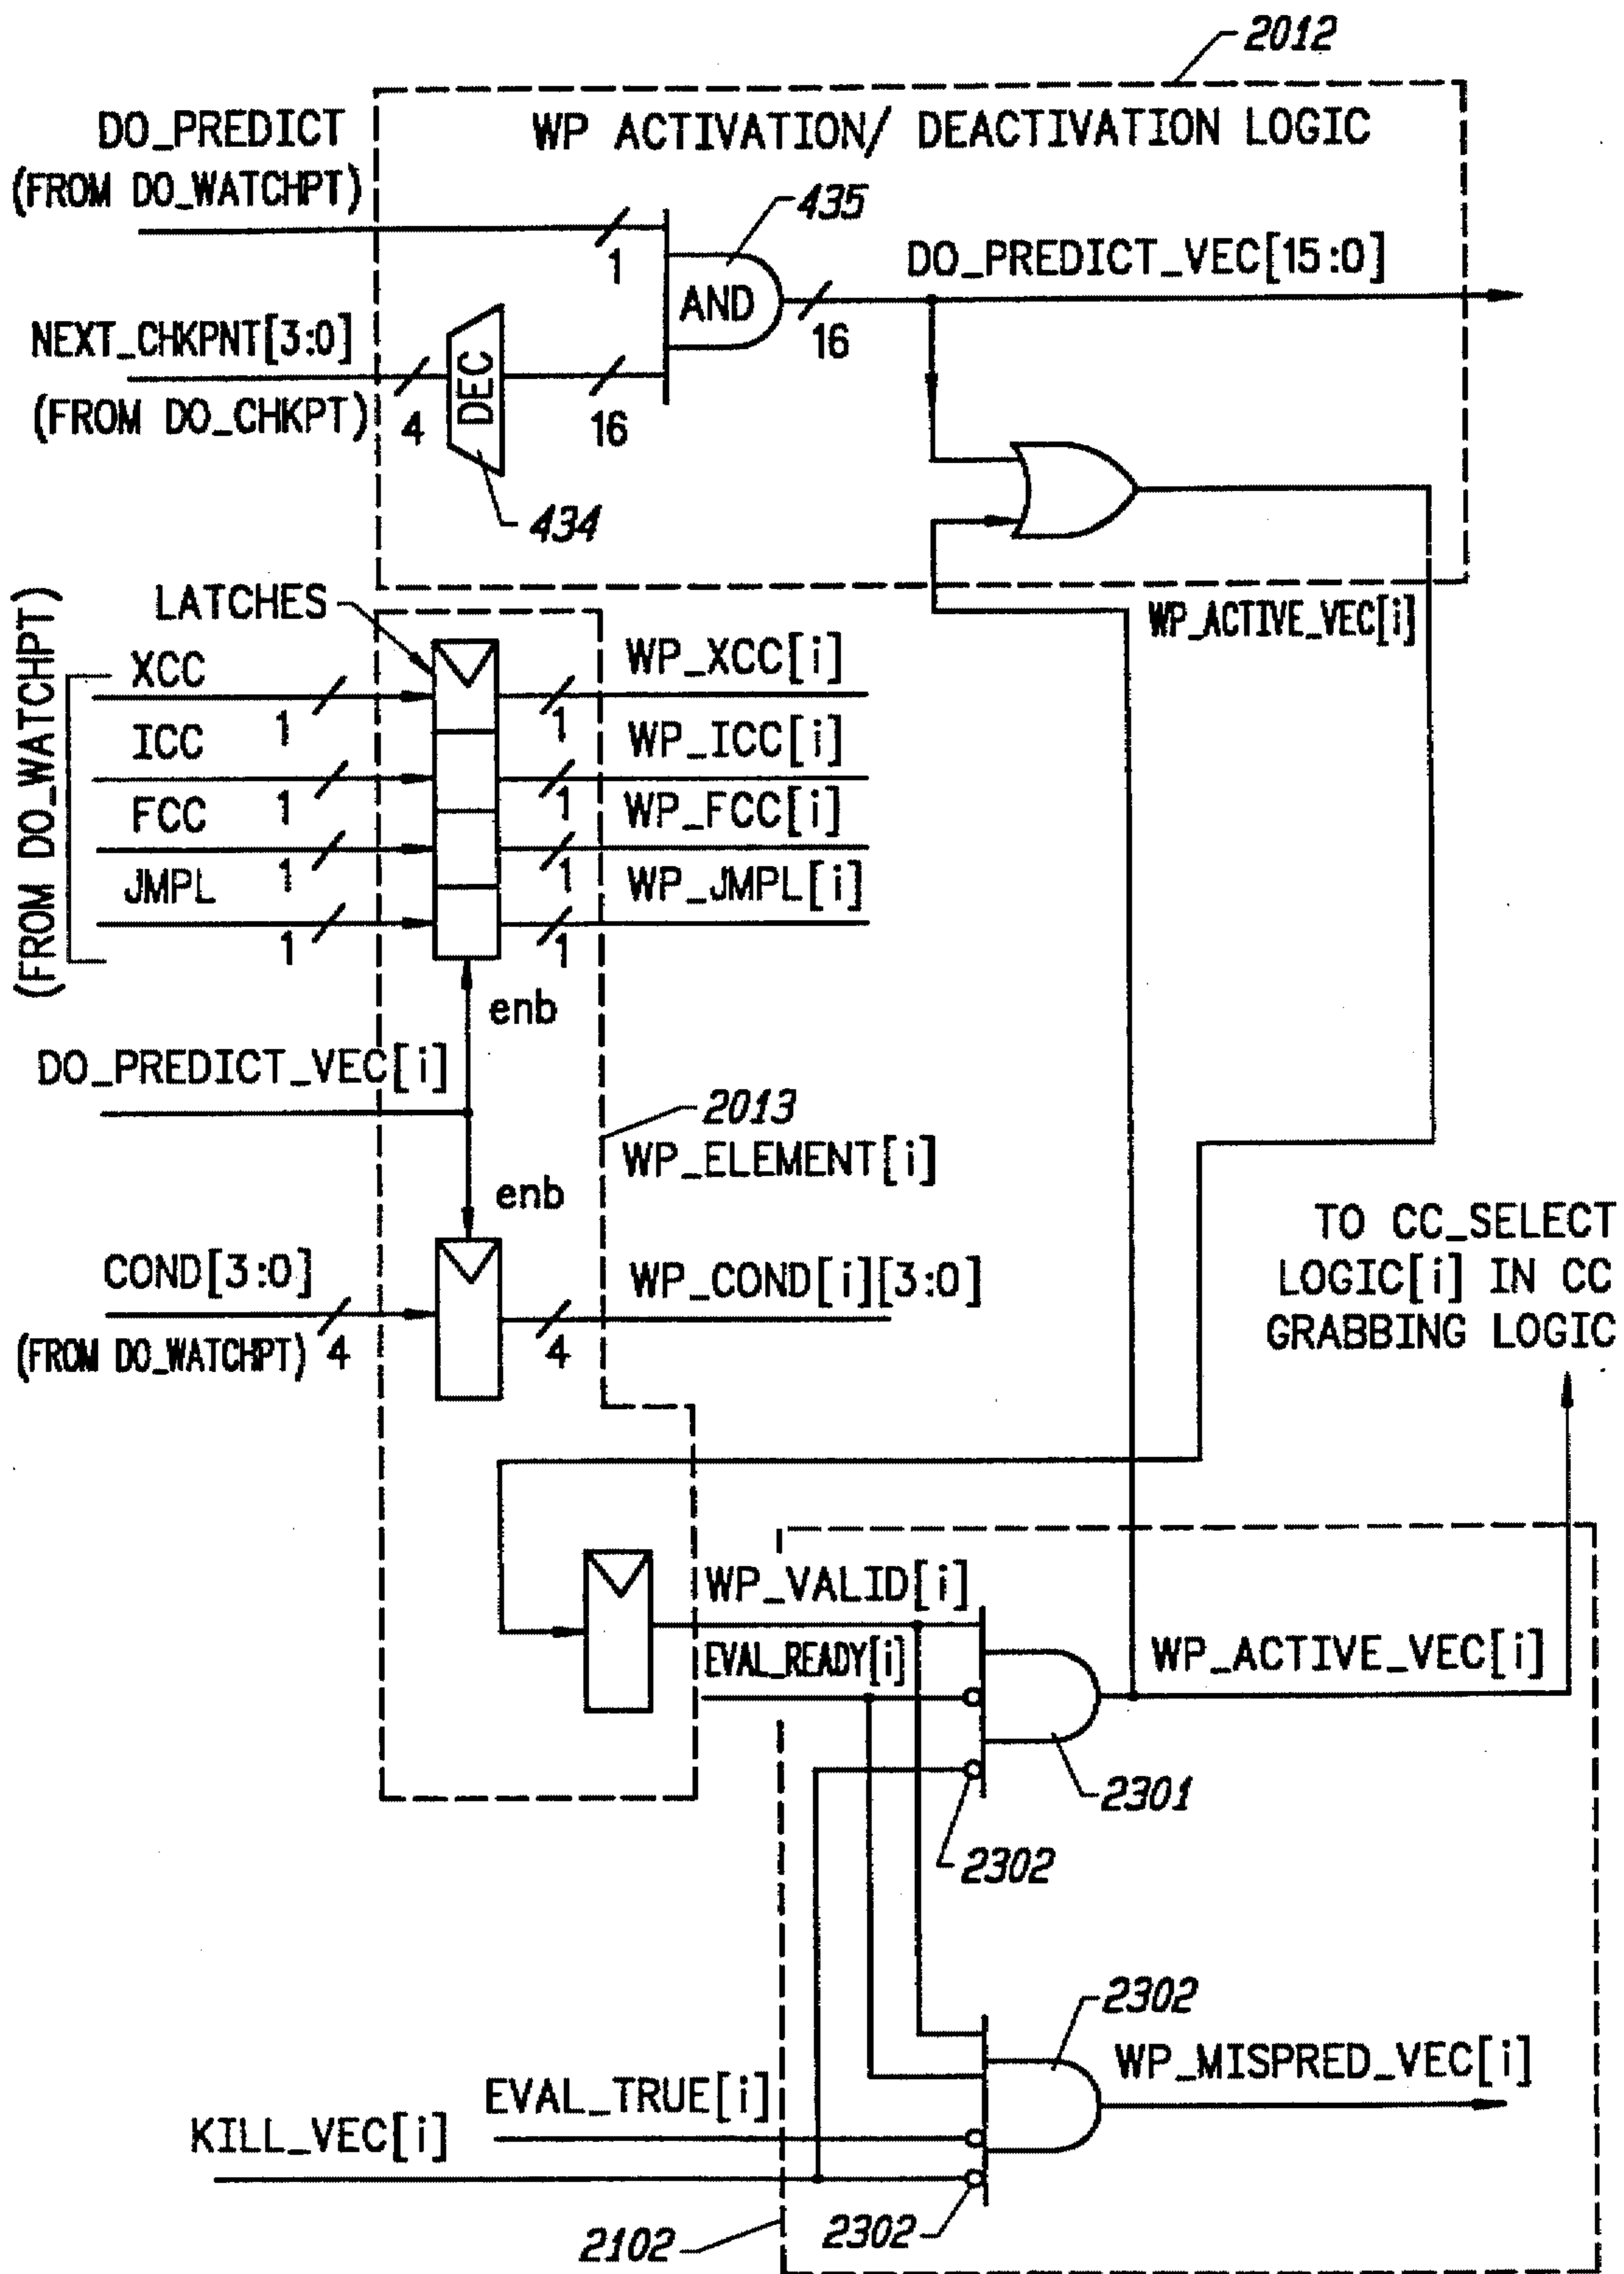 2012
DO_PREDICT
(FROM DO_WATCHPT)
WP ACTIVATION/ DEACTIVATION LOGIC
435
1
AND
16
DO_PREDICT_VEC[15:0]
NEXT_CHKPNT[3:0]
(FROM DO_CHKPT)
4
DEC
16
434
WP_ACTIVE_VEC[i]
LATCHES
(FROM DO_WATCHPT)
XCC
1
1
WP_XCC[i]
ICC
1
1
WP_ICC[i]
FCC
1
1
WP_FCC[i]
JMPL
1
1
WP_JMPL[i]
enb
DO_PREDICT_VEC[i]
2013
WP_ELEMENT[i]
enb
COND[3:0]
(FROM DO_WATCHPT)
4
4
WP_COND[i][3:0]
TO CC_SELECT
LOGIC[i] IN CC
GRABBING LOGIC
WP_VALID[i]
EVAL_READY[i]
WP_ACTIVE_VEC[i]
2301
2302
2302
WP_MISPRED_VEC[i]
EVAL_TRUE[i]
KILL_VEC[i]
2302
2102